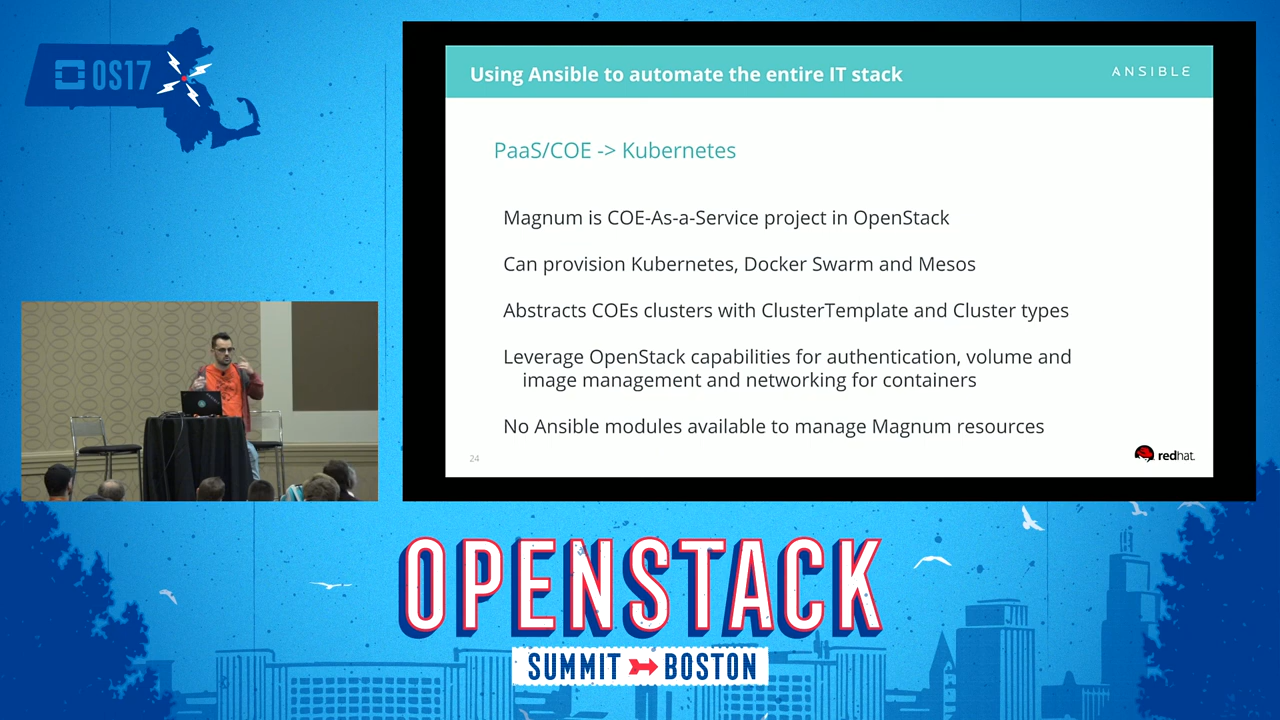 OS17
Using Ansible to automate the entire IT stack
ANSIBLE
PaaS/COE -> Kubernetes
Magnum is COE-As-a-Service project in OpenStack
Can provision Kubernetes, Docker Swarm and Mesos
Abstracts COEs clusters with ClusterTemplate and Cluster types
Leverage OpenStack capabilities for authentication, volume and
image management and networking for containers
No Ansible modules available to manage Magnum resources
24
redhat.
OPENSTACK
SUMMIT BOSTON